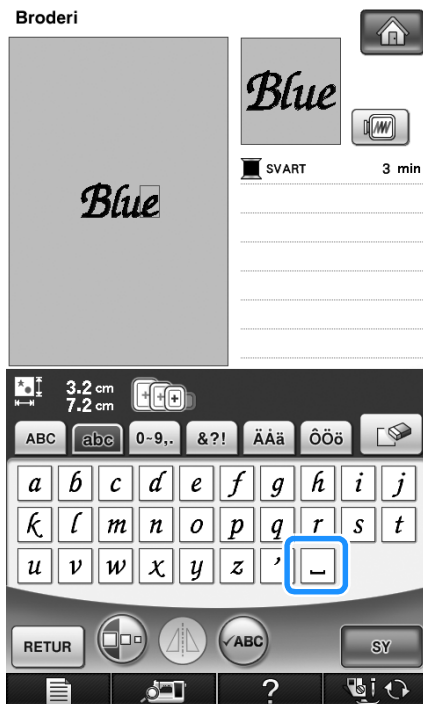 Broderi
Blue
Blue
SVART 3 min
3.2 cm
7.2 cm
ABC abc 0~9,. &?! ÄÅä ÔÖö
a b c d e f g h i j
k l m n o p q r s t
u v w x y z ’ ⎵
RETUR ✓ABC SY
? i